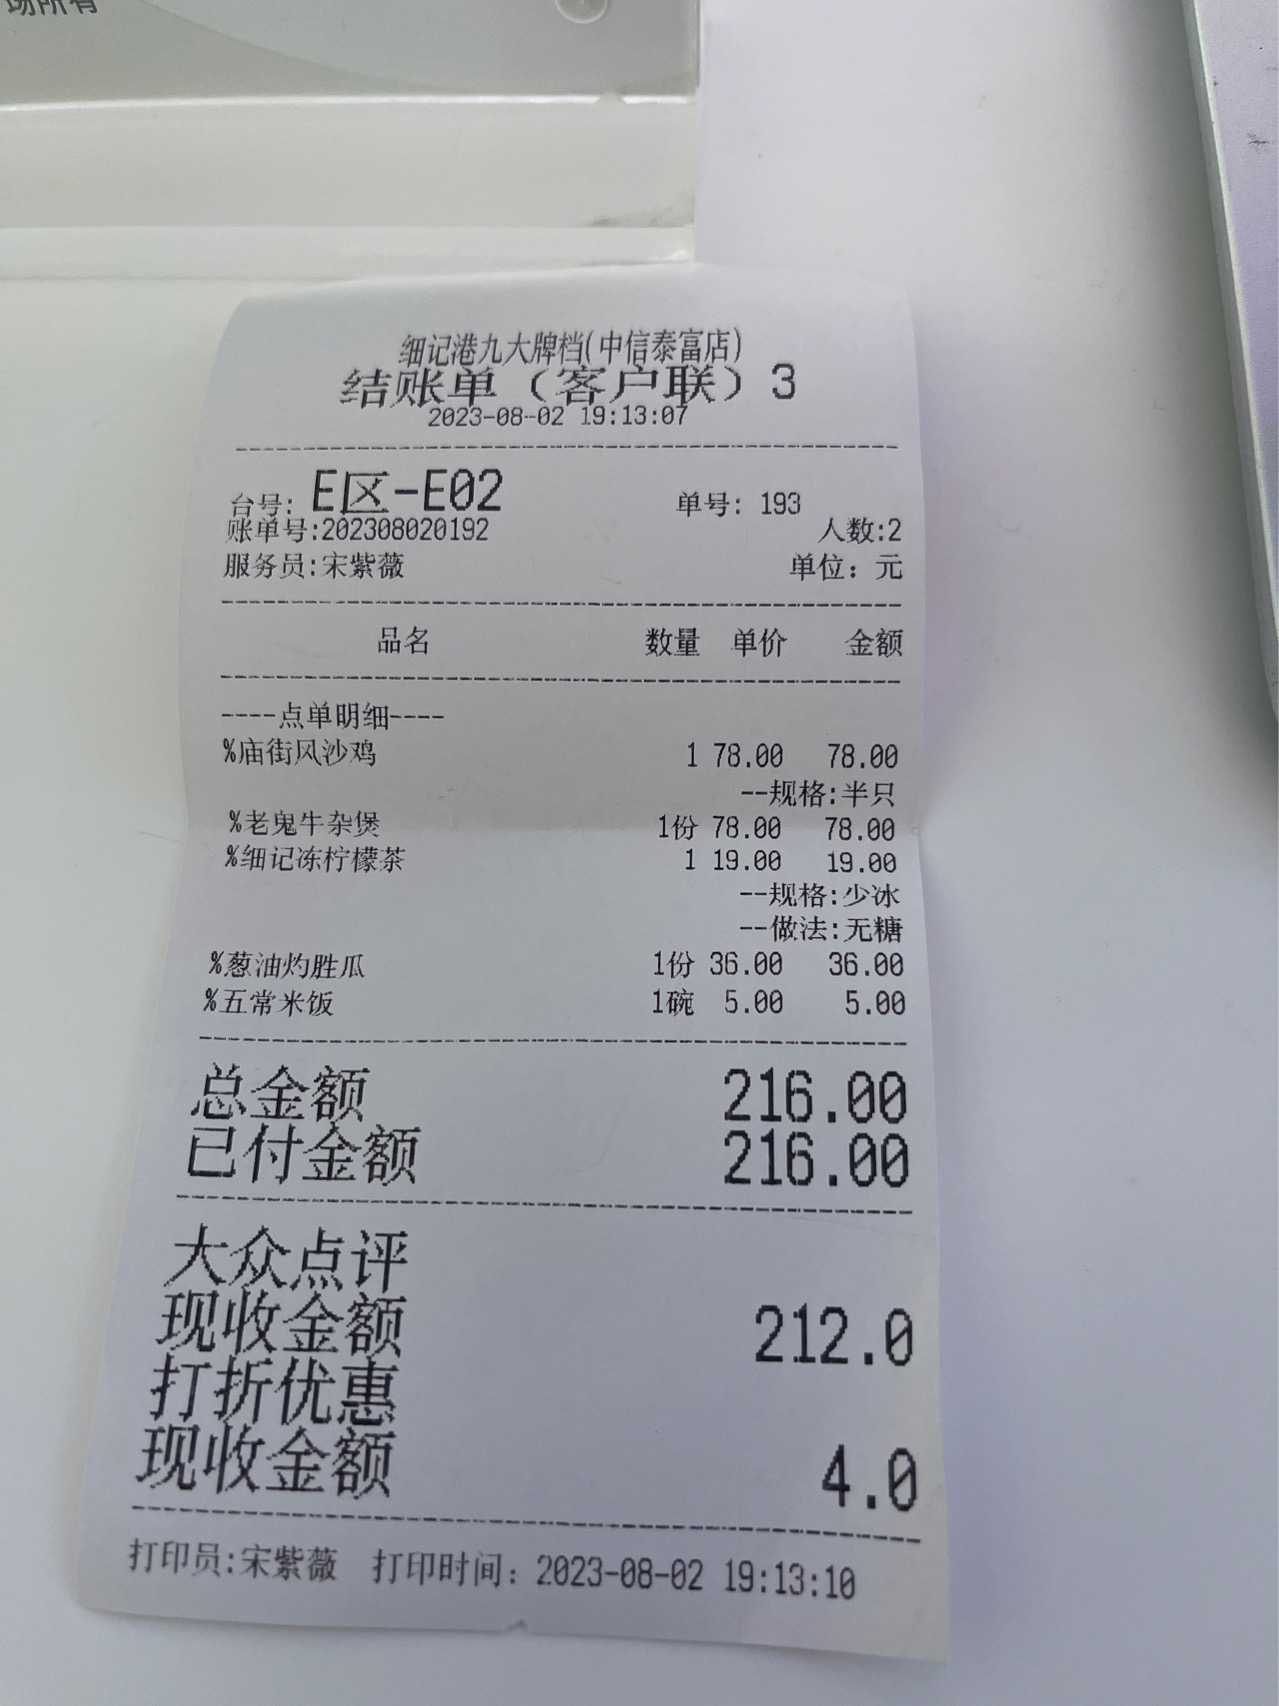 场所有
细记港九大牌档(中信泰富店)
结账单（客户联）3
2023-08-02 19:13:07
台号: E区-E02 单号: 193
账单号:202308020192 人数:2
服务员:宋紫薇 单位: 元
品名 数量 单价 金额
----点单明细----
%庙街风沙鸡 1 78.00 78.00
--规格:半只
%老鬼牛杂煲 1份 78.00 78.00
%细记冻柠檬茶 1 19.00 19.00
--规格:少冰
--做法:无糖
%葱油灼胜瓜 1份 36.00 36.00
%五常米饭 1碗 5.00 5.00
总金额 216.00
已付金额 216.00
大众点评
现收金额 212.0
打折优惠
现收金额 4.0
打印员:宋紫薇 打印时间: 2023-08-02 19:13:10